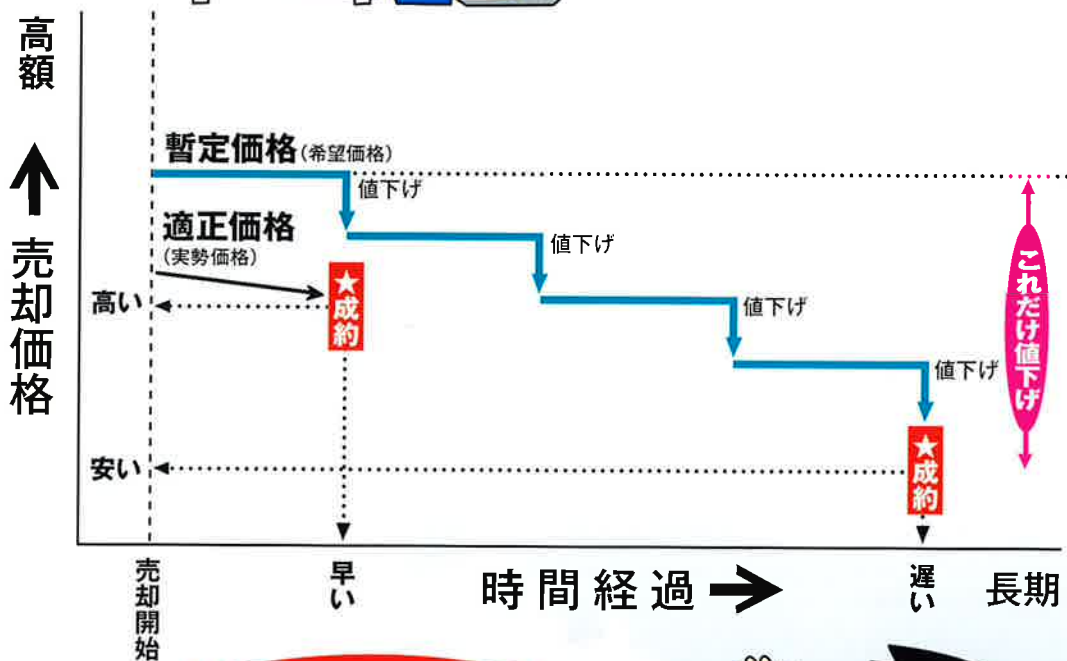 高額
売却価格
暫定価格(希望価格)
値下げ
適正価格
(実勢価格)
値下げ
高い
★成約
値下げ
値下げ
これだけ値下げ
安い
★成約
売却開始
早い
時間経過
遅い
長期